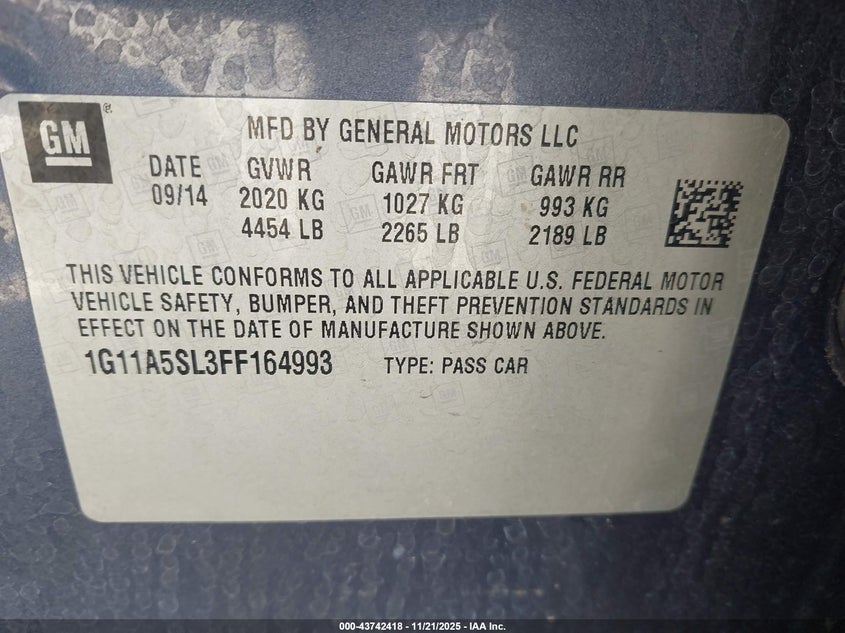 GM
MFD BY GENERAL MOTORS LLC
DATE GVWR GAWR FRT GAWR RR
09/14 2020 KG 1027 KG 993 KG
4454 LB 2265 LB 2189 LB
THIS VEHICLE CONFORMS TO ALL APPLICABLE U.S. FEDERAL MOTOR
VEHICLE SAFETY, BUMPER, AND THEFT PREVENTION STANDARDS IN
EFFECT ON THE DATE OF MANUFACTURE SHOWN ABOVE.
1G11A5SL3FF164993 TYPE: PASS CAR
000-43742418 - 11/21/2025 - IAA Inc.